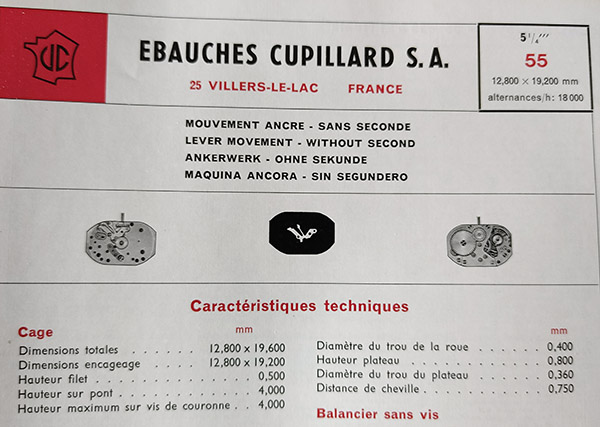 UC
EBAUCHES CUPILLARD S.A.
25 VILLERS-LE-LAC FRANCE
5 1/4'''
55
12,800 × 19,200 mm
alternances/h: 18 000
MOUVEMENT ANCRE - SANS SECONDE
LEVER MOVEMENT - WITHOUT SECOND
ANKERWERK - OHNE SEKUNDE
MAQUINA ANCORA - SIN SEGUNDERO
Caractéristiques techniques
Cage mm
Dimensions totales . . . . . . . 12,800 × 19,600
Dimensions encageage . . . . . 12,800 × 19,200
Hauteur filet . . . . . . . . . . 0,500
Hauteur sur pont . . . . . . . . 4,000
Hauteur maximum sur vis de couronne . . 4,000
mm
Diamètre du trou de la roue . . . . 0,400
Hauteur plateau . . . . . . . . 0,800
Diamètre du trou du plateau . . . . 0,360
Distance de cheville . . . . . . . 0,750
Balancier sans vis